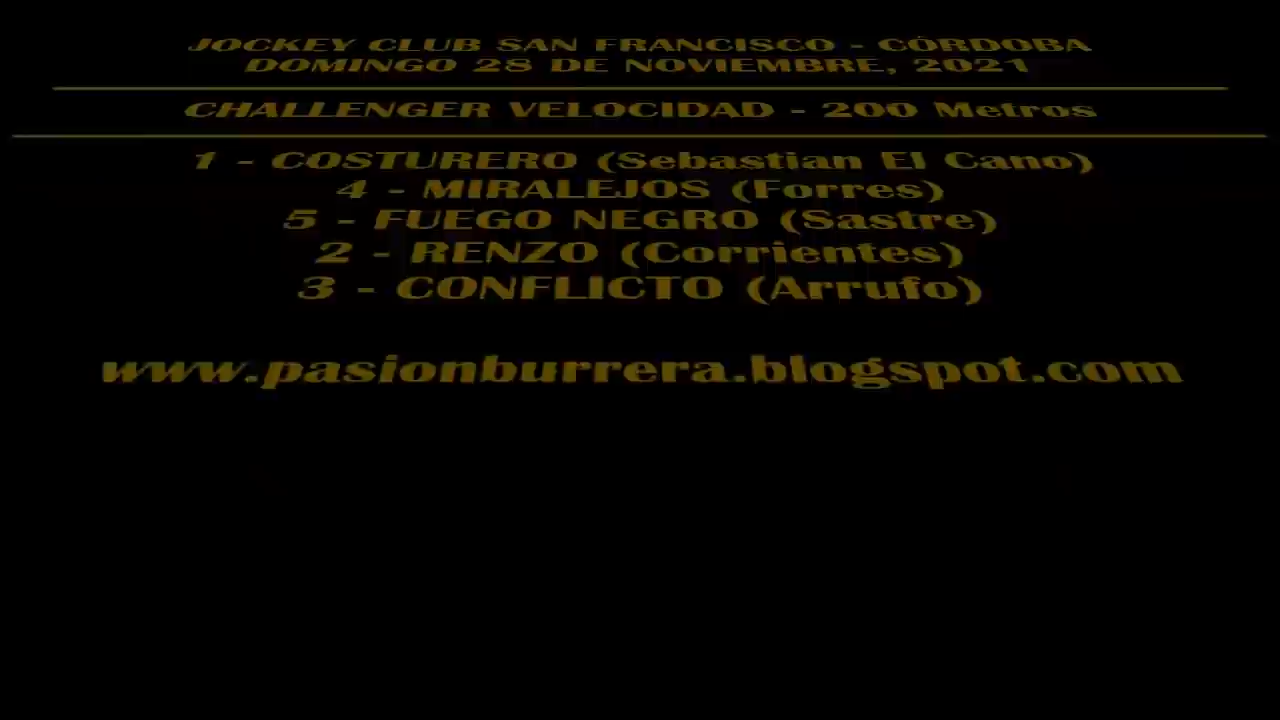 JOCKEY CLUB SAN FRANCISCO - CÓRDOBA
DOMINGO 28 DE NOVIEMBRE, 2021
CHALLENGER VELOCIDAD - 200 Metros
1 - COSTURERO (Sebastian El Cano)
4 - MIRALEJOS (Forres)
5 - FUEGO NEGRO (Sastre)
2 - RENZO (Corrientes)
3 - CONFLICTO (Arrufo)
www.pasionburrera.blogspot.com